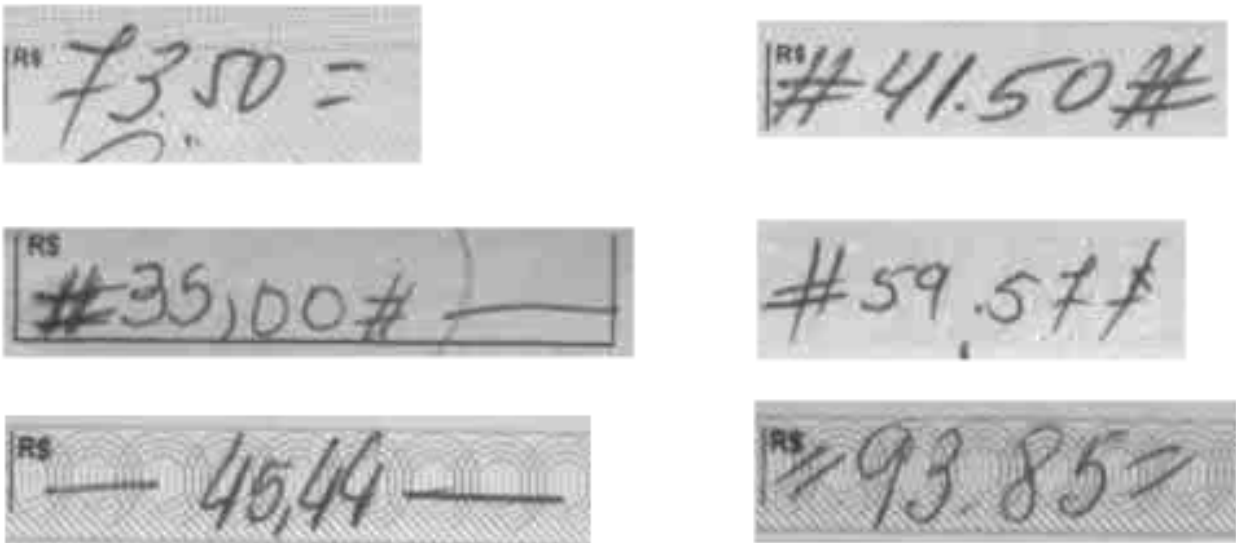 R$ 73.50 =
R$ #41.50#
R$
#35,00#
#59.57#
R$
— 45,44 —
R$ =93.85=